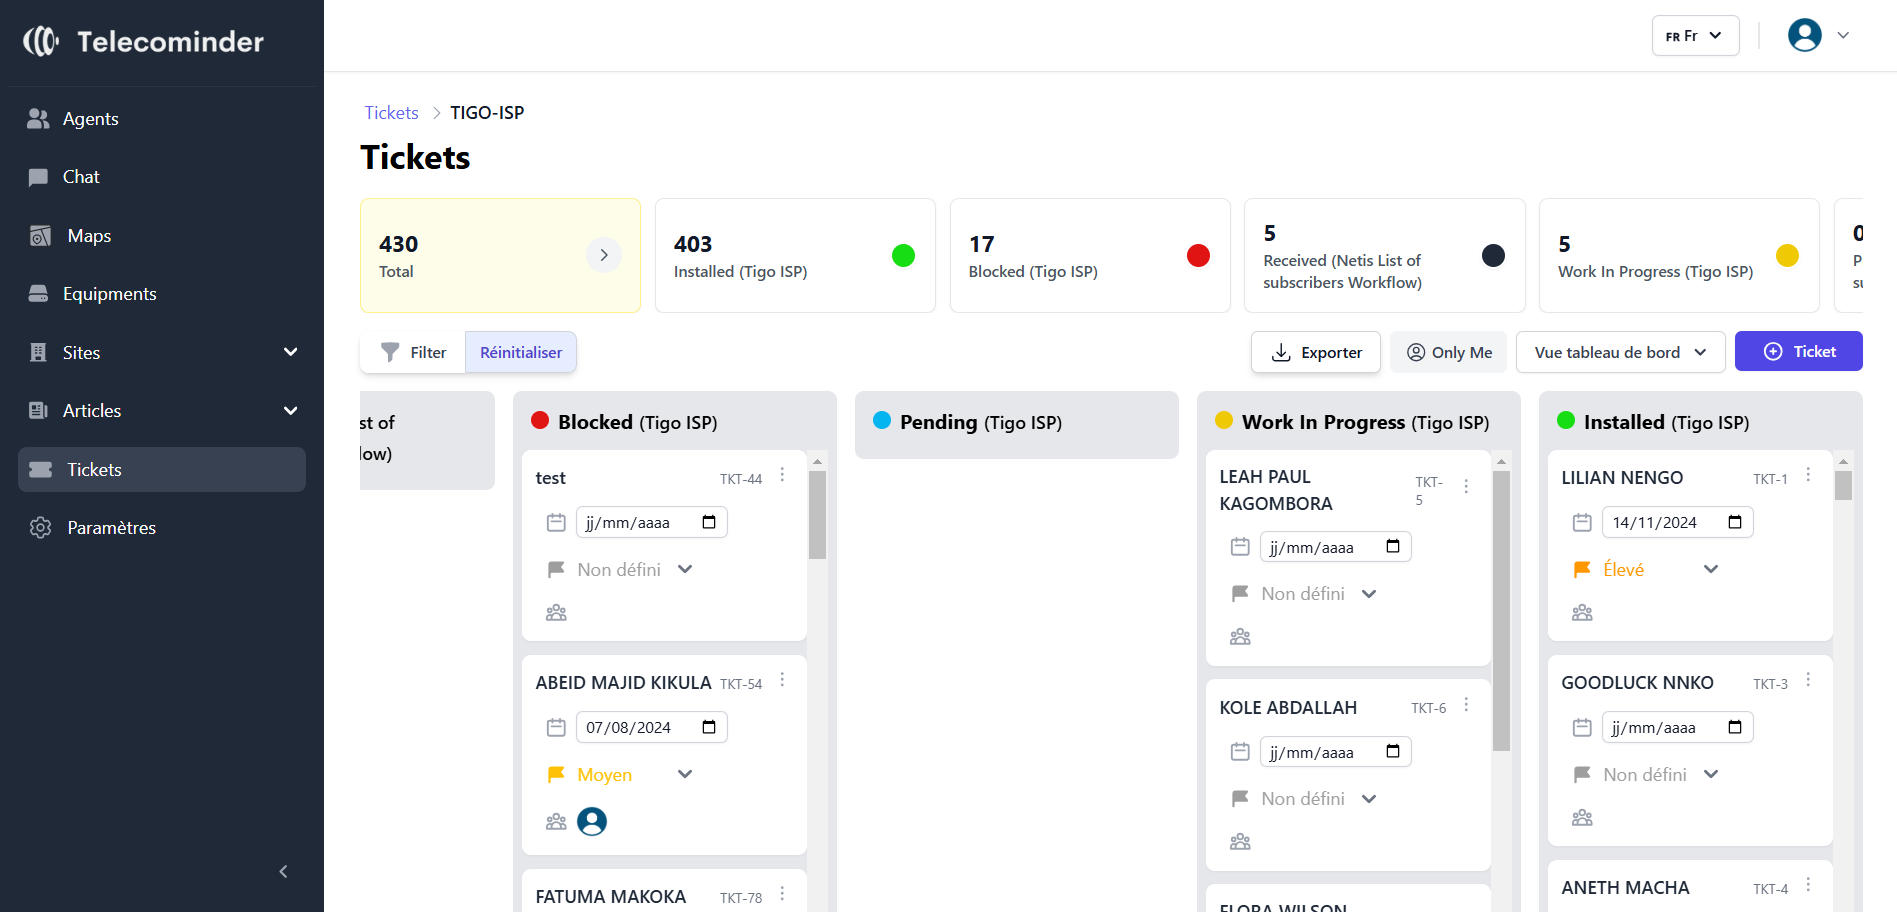 Telecominder
FR Fr
Agents
Chat
Maps
Equipments
Sites
Articles
Tickets
Paramètres
Tickets > TIGO-ISP
Tickets
430
Total
403
Installed (Tigo ISP)
17
Blocked (Tigo ISP)
5
Received (Netis List of
subscribers Workflow)
5
Work In Progress (Tigo ISP)
0
P
su
Filter
Réinitialiser
Exporter
Only Me
Vue tableau de bord
Ticket
st of
low)
Blocked (Tigo ISP)
test TKT-44
jj/mm/aaaa
Non défini
ABEID MAJID KIKULA TKT-54
07/08/2024
Moyen
FATUMA MAKOKA TKT-78
Pending (Tigo ISP)
Work In Progress (Tigo ISP)
LEAH PAUL
KAGOMBORA
TKT-
5
jj/mm/aaaa
Non défini
KOLE ABDALLAH TKT-6
jj/mm/aaaa
Non défini
FLORA WILSON
Installed (Tigo ISP)
LILIAN NENGO TKT-1
14/11/2024
Élevé
GOODLUCK NNKO TKT-3
jj/mm/aaaa
Non défini
ANETH MACHA TKT-4